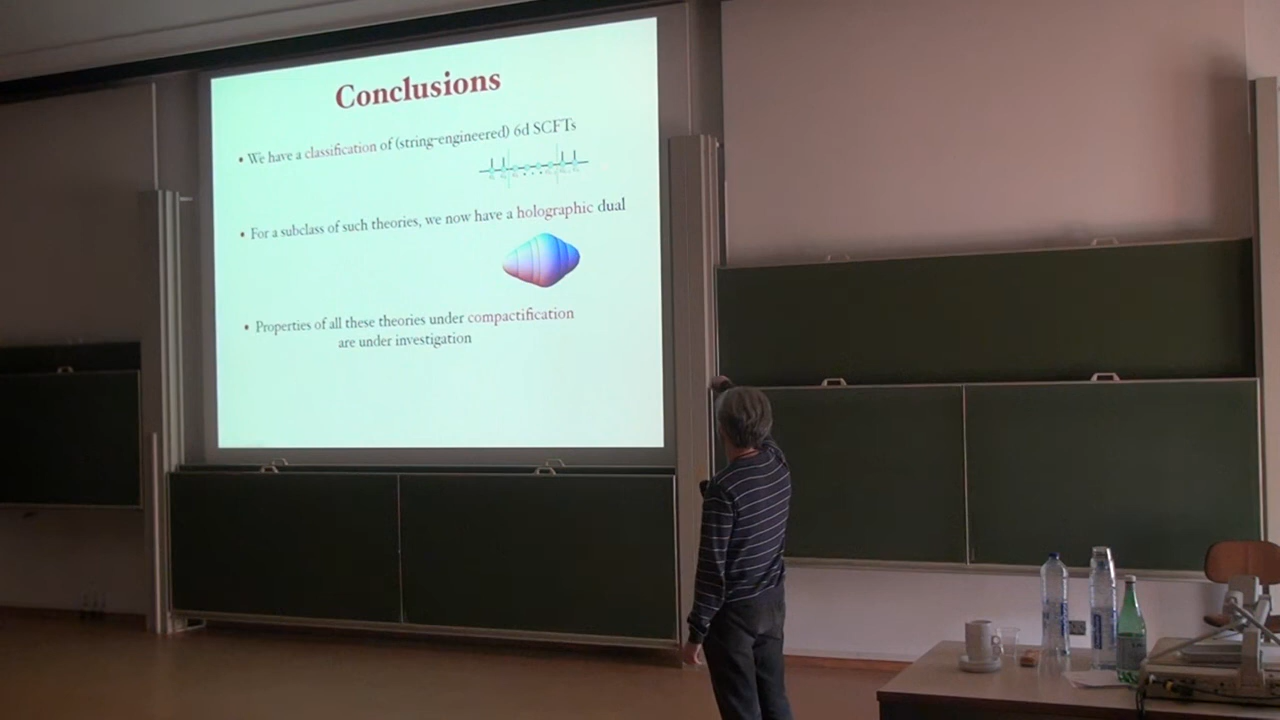 Conclusions
• We have a classification of (string-engineered) 6d SCFTs
• For a subclass of such theories, we now have a holographic dual
• Properties of all these theories under compactification
are under investigation